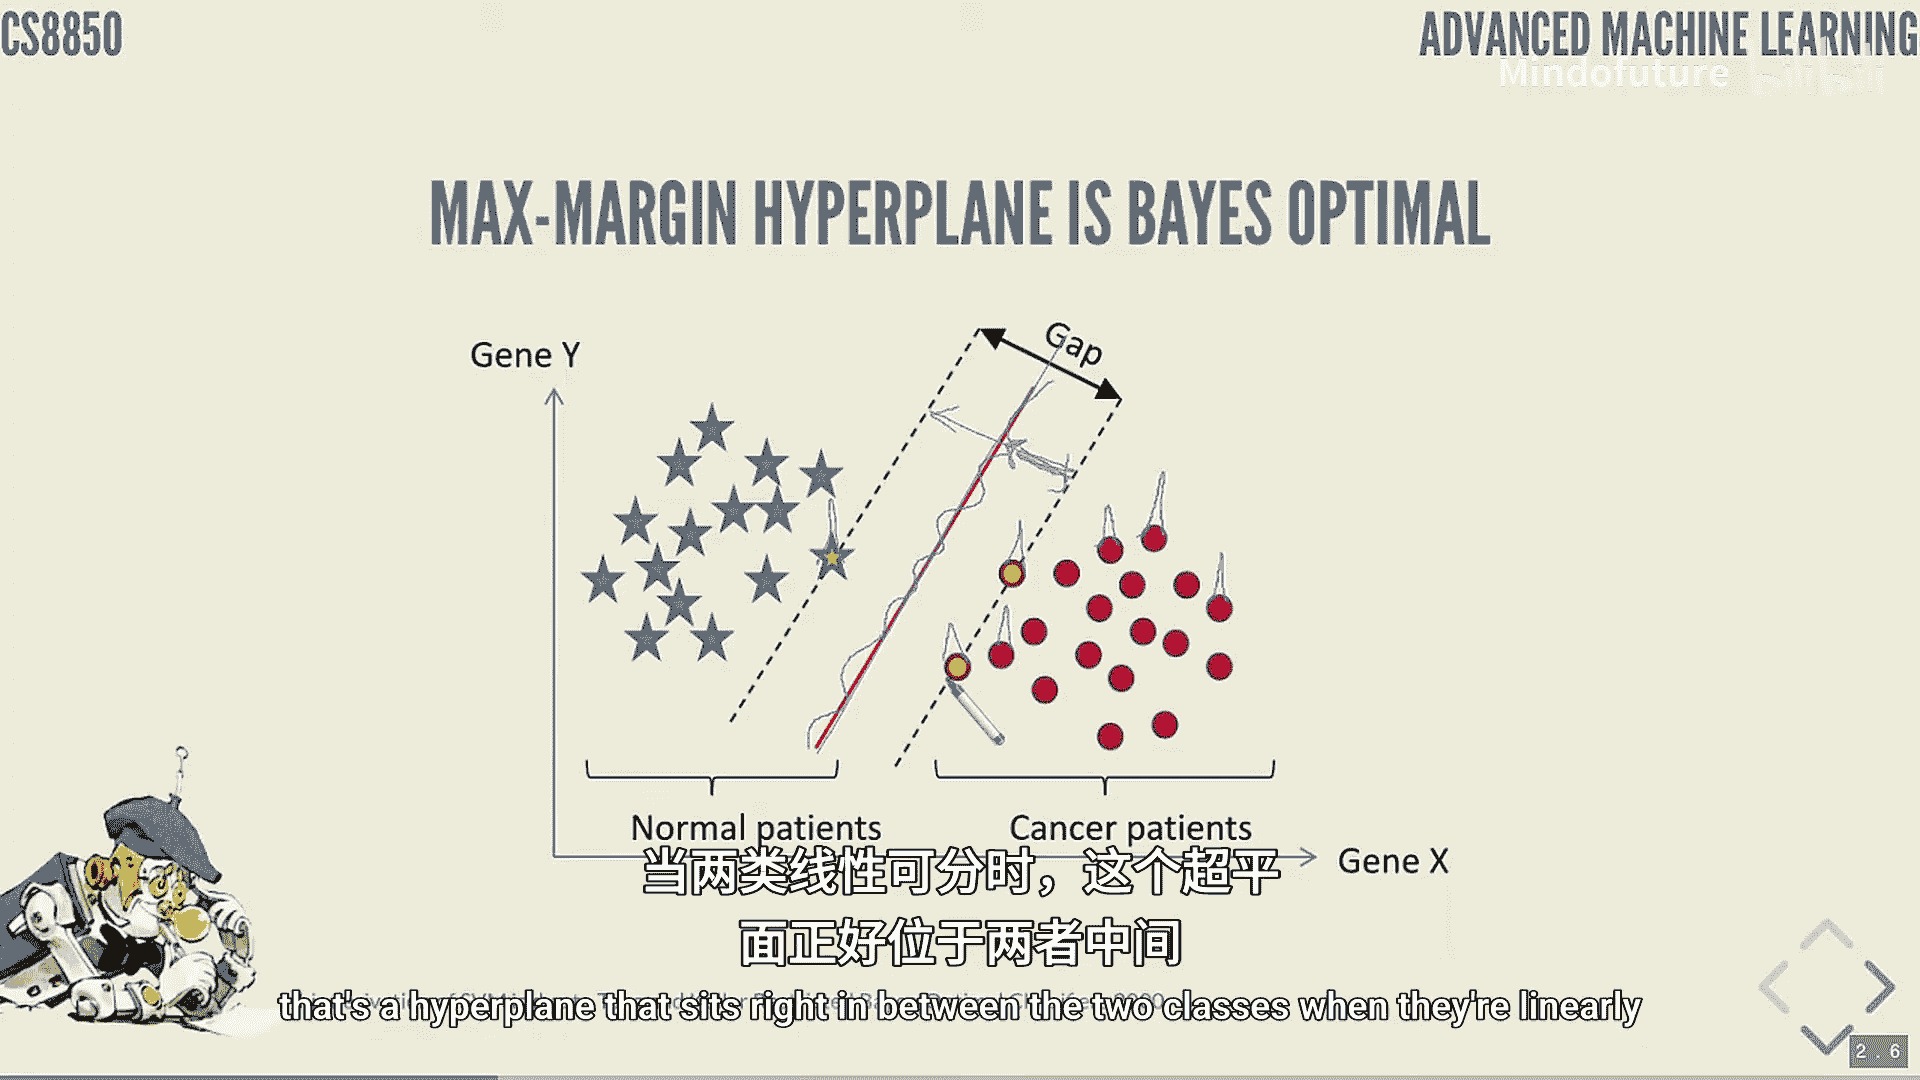 CS8850
ADVANCED MACHINE LEARNING
Mindofuture bilibili
MAX-MARGIN HYPERPLANE IS BAYES OPTIMAL
Gene Y
Gap
Normal patients
Cancer patients
Gene X
当两类线性可分时，这个超平
面正好位于两者中间
that's a hyperplane that sits right in between the two classes when they're linearly
2.6